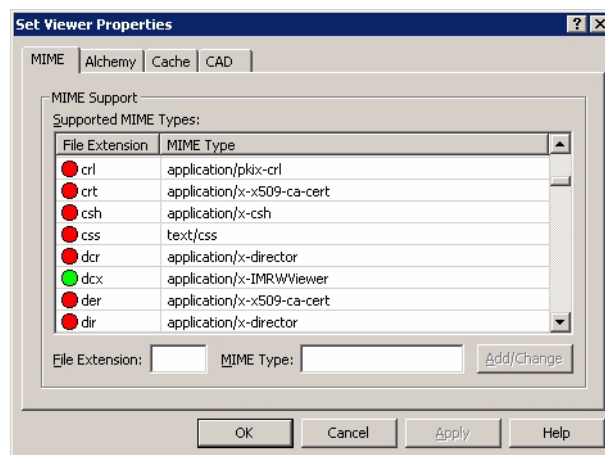 Set Viewer Properties
MIME Alchemy Cache CAD
MIME Support
Supported MIME Types:
File Extension MIME Type
crl application/pkix-crl
crt application/x-x509-ca-cert
csh application/x-csh
css text/css
dcr application/x-director
dcx application/x-IMRWViewer
der application/x-x509-ca-cert
dir application/x-director
File Extension: MIME Type: Add/Change
OK Cancel Apply Help